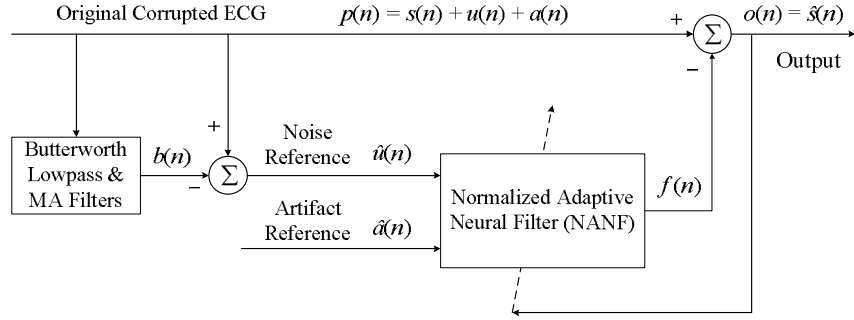 Original Corrupted ECG
p(n) = s(n) + u(n) + a(n)
+
Σ
o(n) = ŝ(n)
−
Output
Butterworth
Lowpass &
MA Filters
b(n)
+
−
Σ
Noise
Reference
û(n)
Artifact
Reference
â(n)
Normalized Adaptive
Neural Filter (NANF)
f(n)